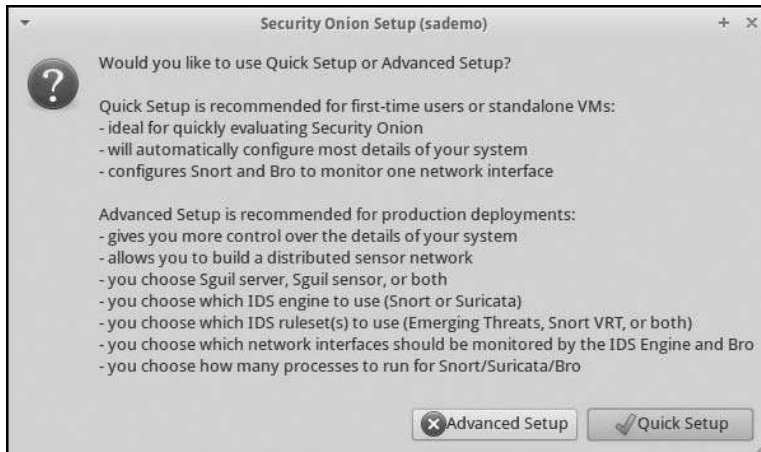 Security Onion Setup (sademo)
Would you like to use Quick Setup or Advanced Setup?
Quick Setup is recommended for first-time users or standalone VMs:
- ideal for quickly evaluating Security Onion
- will automatically configure most details of your system
- configures Snort and Bro to monitor one network interface
Advanced Setup is recommended for production deployments:
- gives you more control over the details of your system
- allows you to build a distributed sensor network
- you choose Sguil server, Sguil sensor, or both
- you choose which IDS engine to use (Snort or Suricata)
- you choose which IDS ruleset(s) to use (Emerging Threats, Snort VRT, or both)
- you choose which network interfaces should be monitored by the IDS Engine and Bro
- you choose how many processes to run for Snort/Suricata/Bro
Advanced Setup
Quick Setup